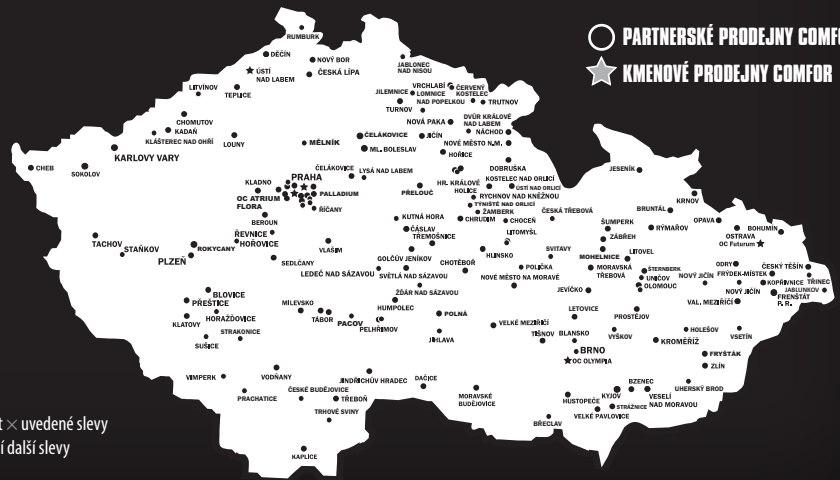 PARTNERSKÉ PRODEJNY COMF
KMENOVÉ PRODEJNY COMFOR
RUMBURK
DĚČÍN
NOVÝ BOR
ÚSTÍ
NAD LABEM
ČESKÁ LÍPA
JABLONEC
NAD NISOU
LITVÍNOV
TEPLICE
JILEMNICE
VRCHLABÍ
ČERVENÝ
KOSTELEC
LOMNICE
NAD POPELKOU
TRUTNOV
TURNOV
CHOMUTOV
KADAŇ
KLÁŠTEREC NAD OHŘÍ
LOUNY
MĚLNÍK
ČELÁKOVICE
NOVÁ PAKA
JIČÍN
DVŮR KRÁLOVÉ
NAD LABEM
NÁCHOD
ML. BOLESLAV
NOVÉ MĚSTO N.M.
HOŘICE
KARLOVY VARY
CHEB
SOKOLOV
ČELÁKOVICE
LYSÁ NAD LABEM
DOBRUŠKA
JESENÍK
PRAHA
KLADNO
OC ATRIUM
FLORA
PALLADIUM
PŘELOUČ
HR. KRÁLOVÉ
HOLICE
KOSTELEC NAD ORLICÍ
ÚSTÍ NAD ORLICÍ
RYCHNOV NAD KNĚŽNOU
TÝNIŠTĚ NAD ORLICÍ
ŘÍČANY
ŽAMBERK
BEROUN
KUTNÁ HORA
CHRUDIM
CHOCEŇ
ČESKÁ TŘEBOVÁ
BRUNTÁL
KRNOV
OPAVA
ŠUMPERK
RÝMAŘOV
BOHUMÍN
ŘEVNICE
HOŘOVICE
ROKYCANY
ČÁSLAV
TŘEMOŠNICE
LITOMYŠL
ZÁBŘEH
OSTRAVA
OC Futurum
TACHOV
STAŇKOV
PLZEŇ
VLAŠIM
SEDLČANY
GOLČŮV JENÍKOV
CHOTĚBOŘ
HLINSKO
SVITAVY
MOHELNICE
LITOVEL
LEDEČ NAD SÁZAVOU
SVĚTLÁ NAD SÁZAVOU
POLIČKA
NOVÉ MĚSTO NA MORAVĚ
MORAVSKÁ
TŘEBOVÁ
ŠTERNBERK
UNIČOV
OLOMOUC
ODRY
NOVÝ JIČÍN
FRÝDEK-MÍSTEK
ČESKÝ TĚŠÍN
KOPŘIVNICE
TŘINEC
JABLUNKOV
ŽĎÁR NAD SÁZAVOU
JEVÍČKO
NOVÝ JIČÍN
FRENŠTÁT
P. R.
VAL. MEZIŘÍČÍ
BLOVICE
PŘEŠTICE
HORAŽĎOVICE
KLATOVY
STRAKONICE
SUŠICE
MILEVSKO
TÁBOR
PACOV
HUMPOLEC
PELHŘIMOV
POLNÁ
JIHLAVA
VELKÉ MEZIŘÍČÍ
LETOVICE
TIŠNOV
BLANSKO
PROSTĚJOV
VYŠKOV
HOLEŠOV
VSETÍN
KROMĚŘÍŽ
BRNO
OC OLYMPIA
FRYŠTÁK
ZLÍN
VIMPERK
VODŇANY
JINDŘICHŮV HRADEC
DAČICE
PRACHATICE
ČESKÉ BUDĚJOVICE
TŘEBOŇ
TRHOVÉ SVINY
MORAVSKÉ
BUDĚJOVICE
BZENEC
UHERSKÝ BROD
HUSTOPEČE
KYJOV
VESELÍ
NAD MORAVOU
STRÁŽNICE
VELKÉ PAVLOVICE
BŘECLAV
KAPLICE
t × uvedené slevy
í další slevy